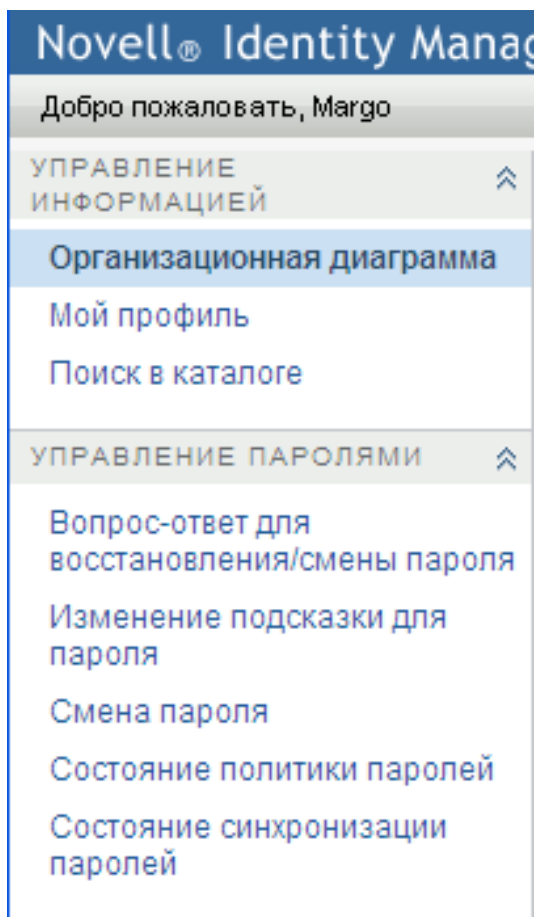 Novell® Identity Manag
Добро пожаловать, Margo
УПРАВЛЕНИЕ
ИНФОРМАЦИЕЙ
Организационная диаграмма
Мой профиль
Поиск в каталоге
УПРАВЛЕНИЕ ПАРОЛЯМИ
Вопрос-ответ для
восстановления/смены пароля
Изменение подсказки для
пароля
Смена пароля
Состояние политики паролей
Состояние синхронизации
паролей